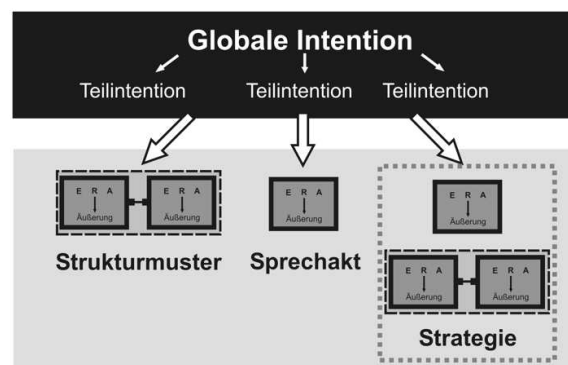 Globale Intention
Teilintention Teilintention Teilintention
E R A E R A E R A E R A
Äußerung Äußerung Äußerung Äußerung
Strukturmuster Sprechakt
E R A E R A
Äußerung Äußerung
Strategie